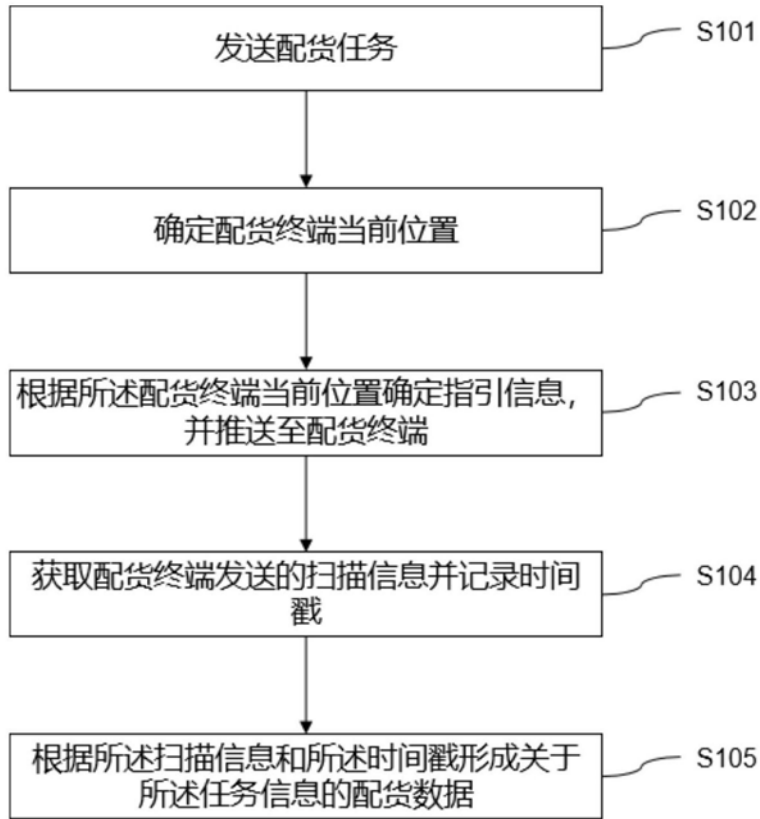 发送配货任务
S101
确定配货终端当前位置
S102
根据所述配货终端当前位置确定指引信息，
并推送至配货终端
S103
获取配货终端发送的扫描信息并记录时间
戳
S104
根据所述扫描信息和所述时间戳形成关于
所述任务信息的配货数据
S105